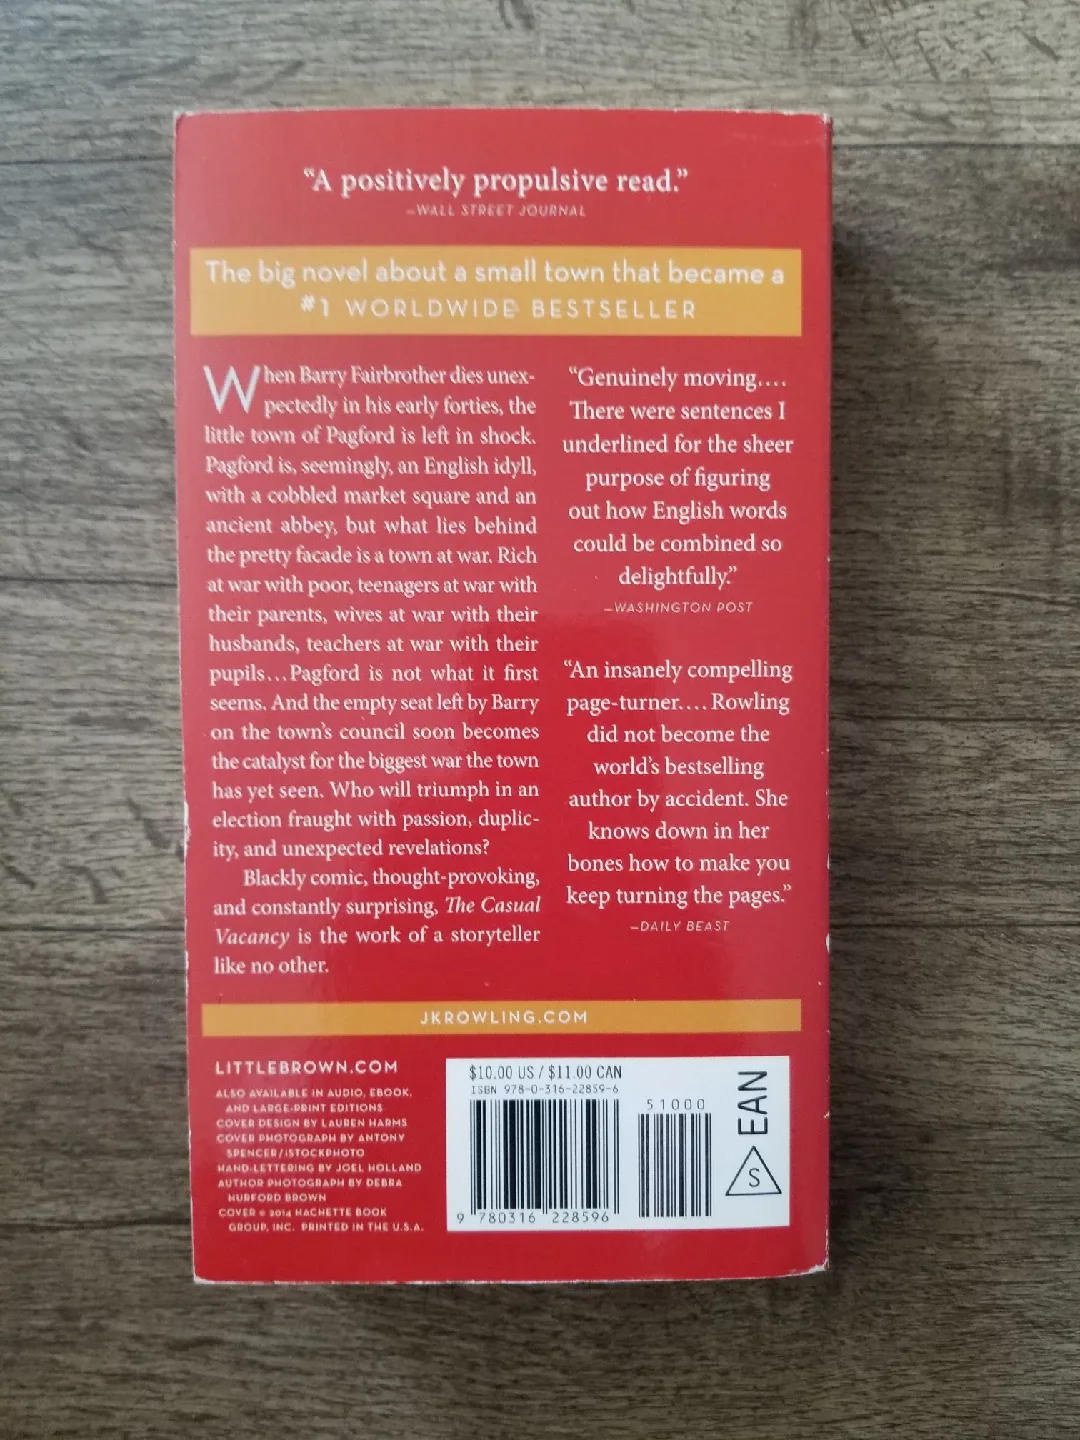 “A positively propulsive read.”
—WALL STREET JOURNAL
The big novel about a small town that became a
#1 WORLDWIDE BESTSELLER
When Barry Fairbrother dies unex-
pectedly in his early forties, the
little town of Pagford is left in shock.
Pagford is, seemingly, an English idyll,
with a cobbled market square and an
ancient abbey, but what lies behind
the pretty facade is a town at war. Rich
at war with poor, teenagers at war with
their parents, wives at war with their
husbands, teachers at war with their
pupils...Pagford is not what it first
seems. And the empty seat left by Barry
on the town’s council soon becomes
the catalyst for the biggest war the town
has yet seen. Who will triumph in an
election fraught with passion, duplic-
ity, and unexpected revelations?
Blackly comic, thought-provoking,
and constantly surprising, The Casual
Vacancy is the work of a storyteller
like no other.
“Genuinely moving....
There were sentences I
underlined for the sheer
purpose of figuring
out how English words
could be combined so
delightfully.”
—WASHINGTON POST
“An insanely compelling
page-turner.... Rowling
did not become the
world’s bestselling
author by accident. She
knows down in her
bones how to make you
keep turning the pages.”
—DAILY BEAST
JKROWLING.COM
LITTLEBROWN.COM
ALSO AVAILABLE IN AUDIO, EBOOK,
AND LARGE-PRINT EDITIONS
COVER DESIGN BY LAUREN HARMS
COVER PHOTOGRAPH BY ANTONY
SPENCER/ISTOCKPHOTO
HAND-LETTERING BY JOEL HOLLAND
AUTHOR PHOTOGRAPH BY DEBRA
HURFORD BROWN
COVER © 2014 HACHETTE BOOK
GROUP, INC. PRINTED IN THE U.S.A.
$10.00 US / $11.00 CAN
ISBN 978-0-316-22859-6
51000
9 780316 228596
EAN
S